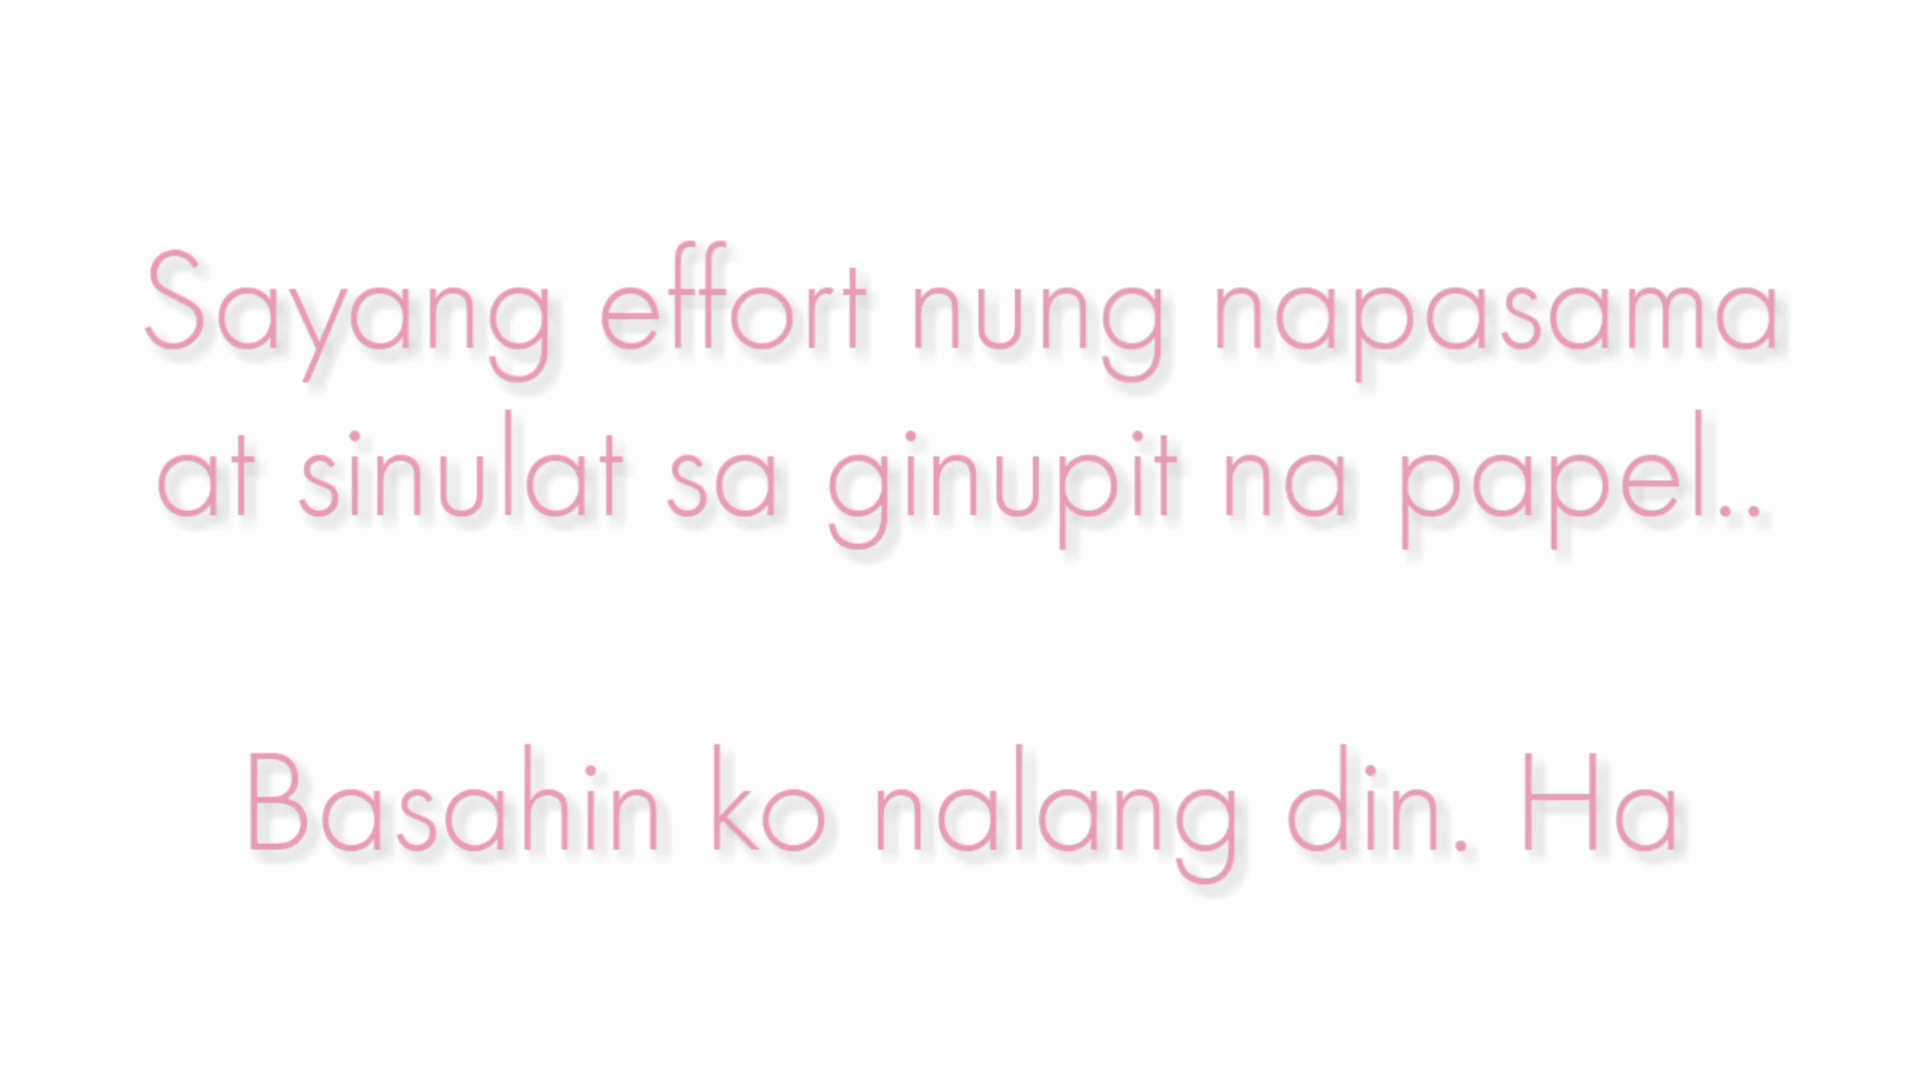 Sayang effort nung napasama
at sinulat sa ginupit na papel..
Basahin ko nalang din. Ha